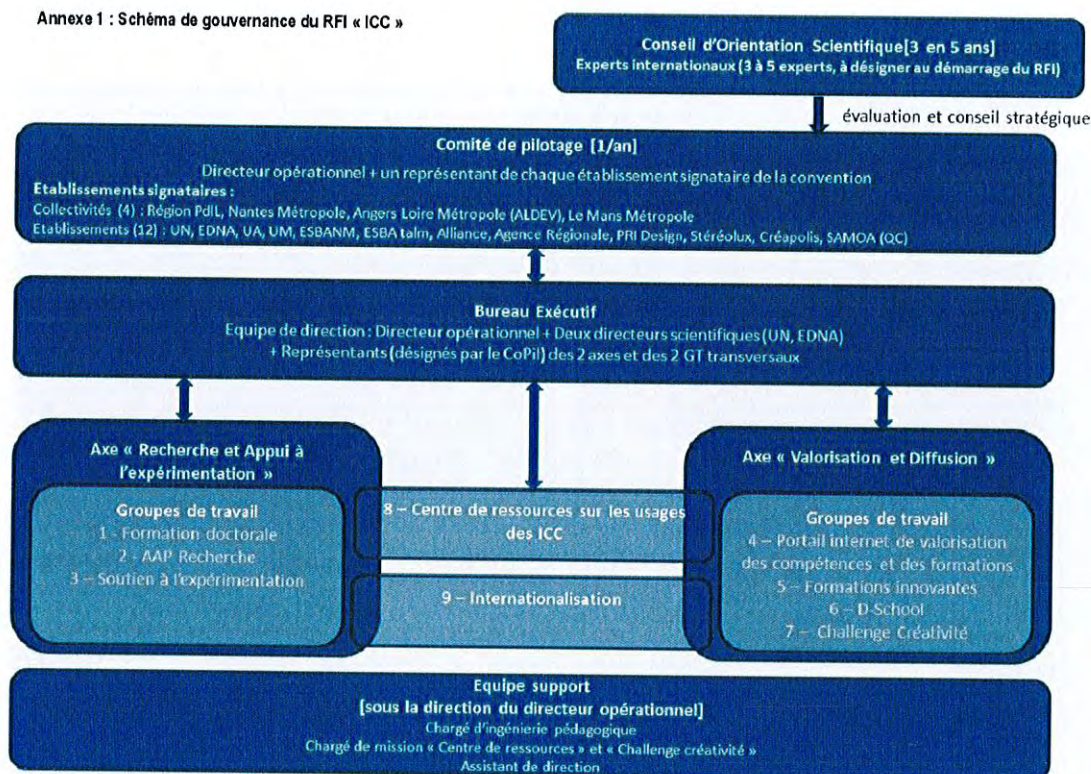 Annexe 1 : Schéma de gouvernance du RFI « ICC »
Conseil d'Orientation Scientifique[3 en 5 ans]
Experts internationaux (3 à 5 experts, à désigner au démarrage du RFI)
évaluation et conseil stratégique
Comité de pilotage [1/an]
Directeur opérationnel + un représentant de chaque établissement signataire de la convention
Etablissements signataires :
Collectivités (4) : Région PdlL, Nantes Métropole, Angers Loire Métropole (ALDEV), Le Mans Métropole
Etablissements (12) : UN, EDNA, UA, UM, ESBANM, ESBA talm, Alliance, Agence Régionale, PRI Design, Stéréolux, Créapolis, SAMOA (QC)
Bureau Exécutif
Equipe de direction : Directeur opérationnel + Deux directeurs scientifiques (UN, EDNA)
+ Représentants (désignés par le CoPil) des 2 axes et des 2 GT transversaux
Axe « Recherche et Appui à
l'expérimentation »
Groupes de travail
1 - Formation doctorale
2 - AAP Recherche
3 – Soutien à l'expérimentation
8 – Centre de ressources sur les usages
des ICC
9 – Internationalisation
Axe « Valorisation et Diffusion »
Groupes de travail
4 – Portail internet de valorisation
des compétences et des formations
5 – Formations innovantes
6 – D-School
7 – Challenge Créativité
Equipe support
[sous la direction du directeur opérationnel]
Chargé d'ingénierie pédagogique
Chargé de mission « Centre de ressources » et « Challenge créativité »
Assistant de direction